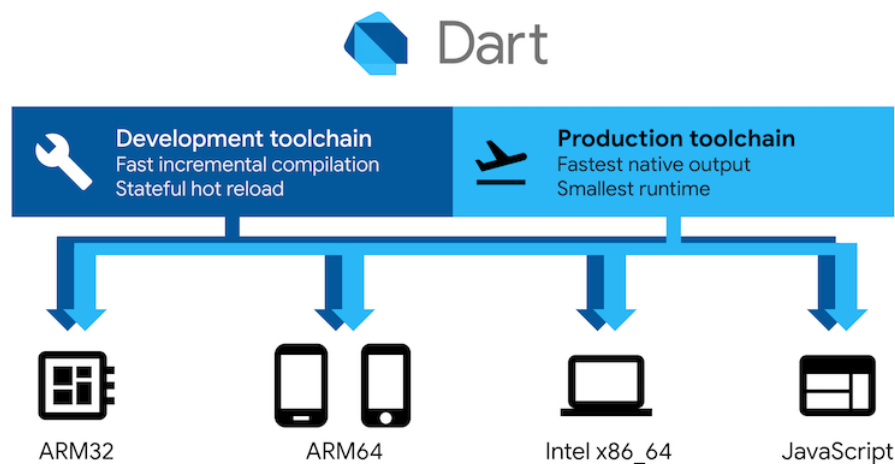 Dart
Development toolchain
Fast incremental compilation
Stateful hot reload
Production toolchain
Fastest native output
Smallest runtime
ARM32
ARM64
Intel x86_64
JavaScript